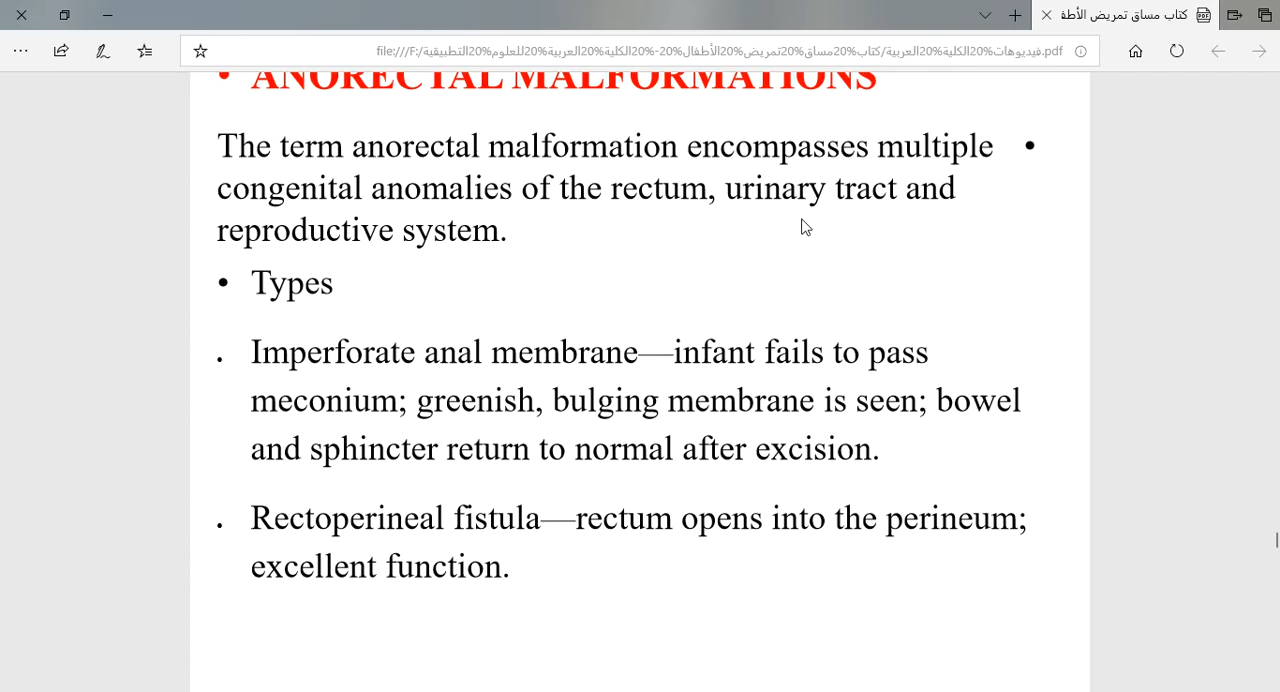 كتاب مساق تمريض الأطف
file:///F:/فيديوهات%20الكلية%20العربية/كتاب%20مساق%20تمريض%20الأطفال%20-%20الكلية%20العربية%20للعلوم%20التطبيقية.pdf
• ANORECTAL MALFORMATIONS
The term anorectal malformation encompasses multiple •
congenital anomalies of the rectum, urinary tract and
reproductive system.
• Types
. Imperforate anal membrane—infant fails to pass
meconium; greenish, bulging membrane is seen; bowel
and sphincter return to normal after excision.
. Rectoperineal fistula—rectum opens into the perineum;
excellent function.